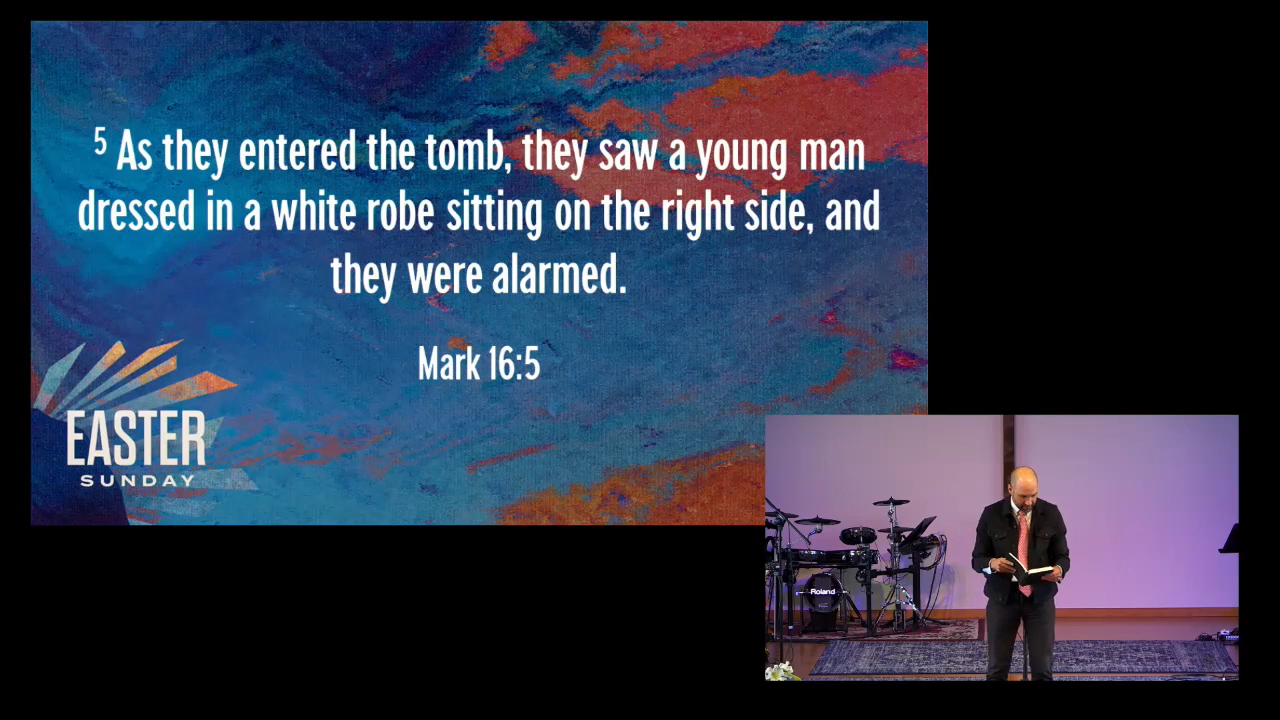 5 As they entered the tomb, they saw a young man
dressed in a white robe sitting on the right side, and
they were alarmed.
Mark 16:5
EASTER
SUNDAY
Roland